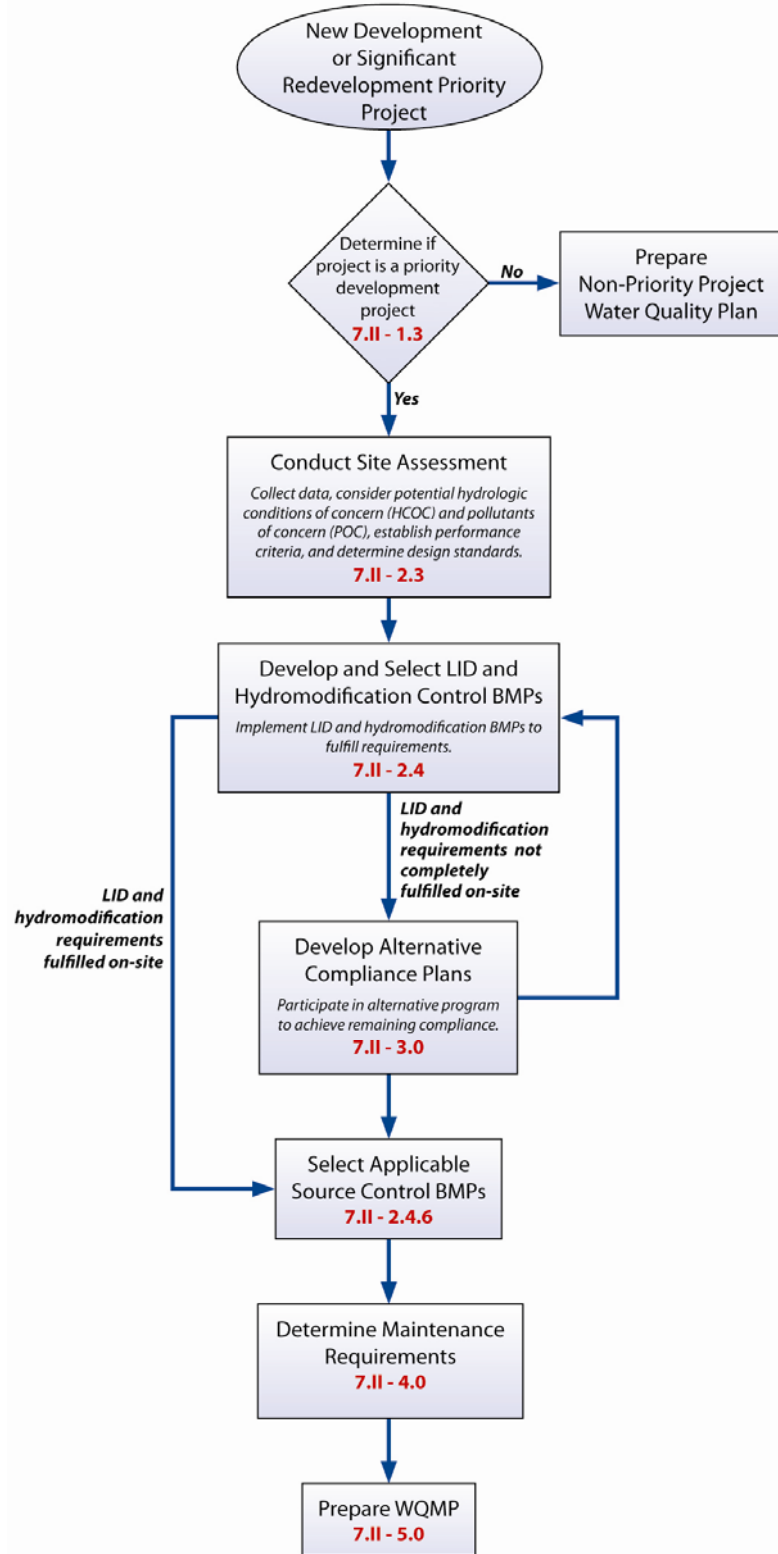 New Development
or Significant
Redevelopment Priority
Project
Determine if
project is a priority
development
project
7.II - 1.3
No
Prepare
Non-Priority Project
Water Quality Plan
Yes
Conduct Site Assessment
Collect data, consider potential hydrologic
conditions of concern (HCOC) and pollutants
of concern (POC), establish performance
criteria, and determine design standards.
7.II - 2.3
Develop and Select LID and
Hydromodification Control BMPs
Implement LID and hydromodification BMPs to
fulfill requirements.
7.II - 2.4
LID and
hydromodification
requirements not
completely
fulfilled on-site
LID and
hydromodification
requirements
fulfilled on-site
Develop Alternative
Compliance Plans
Participate in alternative program
to achieve remaining compliance.
7.II - 3.0
Select Applicable
Source Control BMPs
7.II - 2.4.6
Determine Maintenance
Requirements
7.II - 4.0
Prepare WQMP
7.II - 5.0